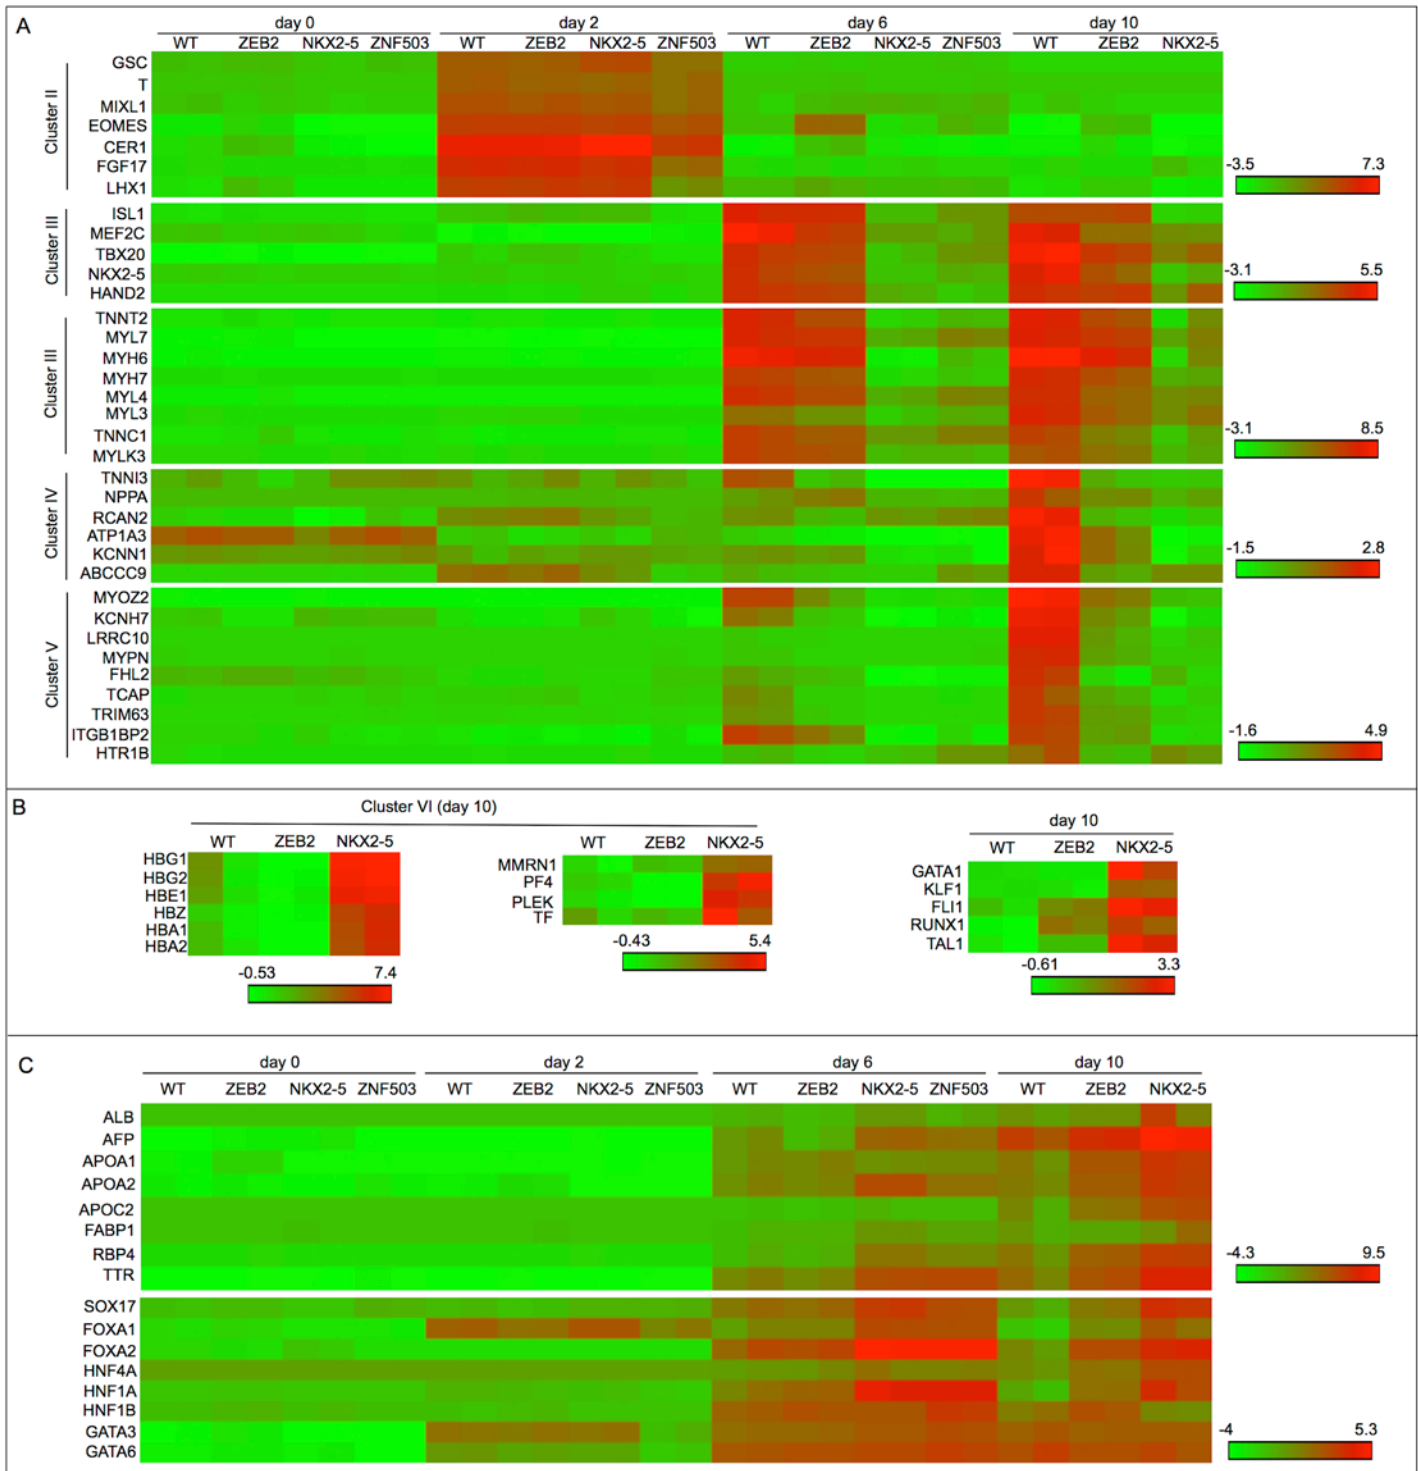 A
day 0 day 2 day 6 day 10
WT ZEB2 NKX2-5 ZNF503 WT ZEB2 NKX2-5 ZNF503 WT ZEB2 NKX2-5 ZNF503 WT ZEB2 NKX2-5
Cluster II
GSC
T
MIXL1
EOMES
CER1
FGF17
LHX1
-3.5 7.3
Cluster III
ISL1
MEF2C
TBX20
NKX2-5
HAND2
-3.1 5.5
Cluster III
TNNT2
MYL7
MYH6
MYH7
MYL4
MYL3
TNNC1
MYLK3
-3.1 8.5
Cluster IV
TNNI3
NPPA
RCAN2
ATP1A3
KCNN1
ABCCC9
-1.5 2.8
Cluster V
MYOZ2
KCNH7
LRRC10
MYPN
FHL2
TCAP
TRIM63
ITGB1BP2
HTR1B
-1.6 4.9
B
Cluster VI (day 10)
WT ZEB2 NKX2-5
HBG1
HBG2
HBE1
HBZ
HBA1
HBA2
-0.53 7.4
WT ZEB2 NKX2-5
MMRN1
PF4
PLEK
TF
-0.43 5.4
day 10
WT ZEB2 NKX2-5
GATA1
KLF1
FLI1
RUNX1
TAL1
-0.61 3.3
C
day 0 day 2 day 6 day 10
WT ZEB2 NKX2-5 ZNF503 WT ZEB2 NKX2-5 ZNF503 WT ZEB2 NKX2-5 ZNF503 WT ZEB2 NKX2-5
ALB
AFP
APOA1
APOA2
APOC2
FABP1
RBP4
TTR
-4.3 9.5
SOX17
FOXA1
FOXA2
HNF4A
HNF1A
HNF1B
GATA3
GATA6
-4 5.3